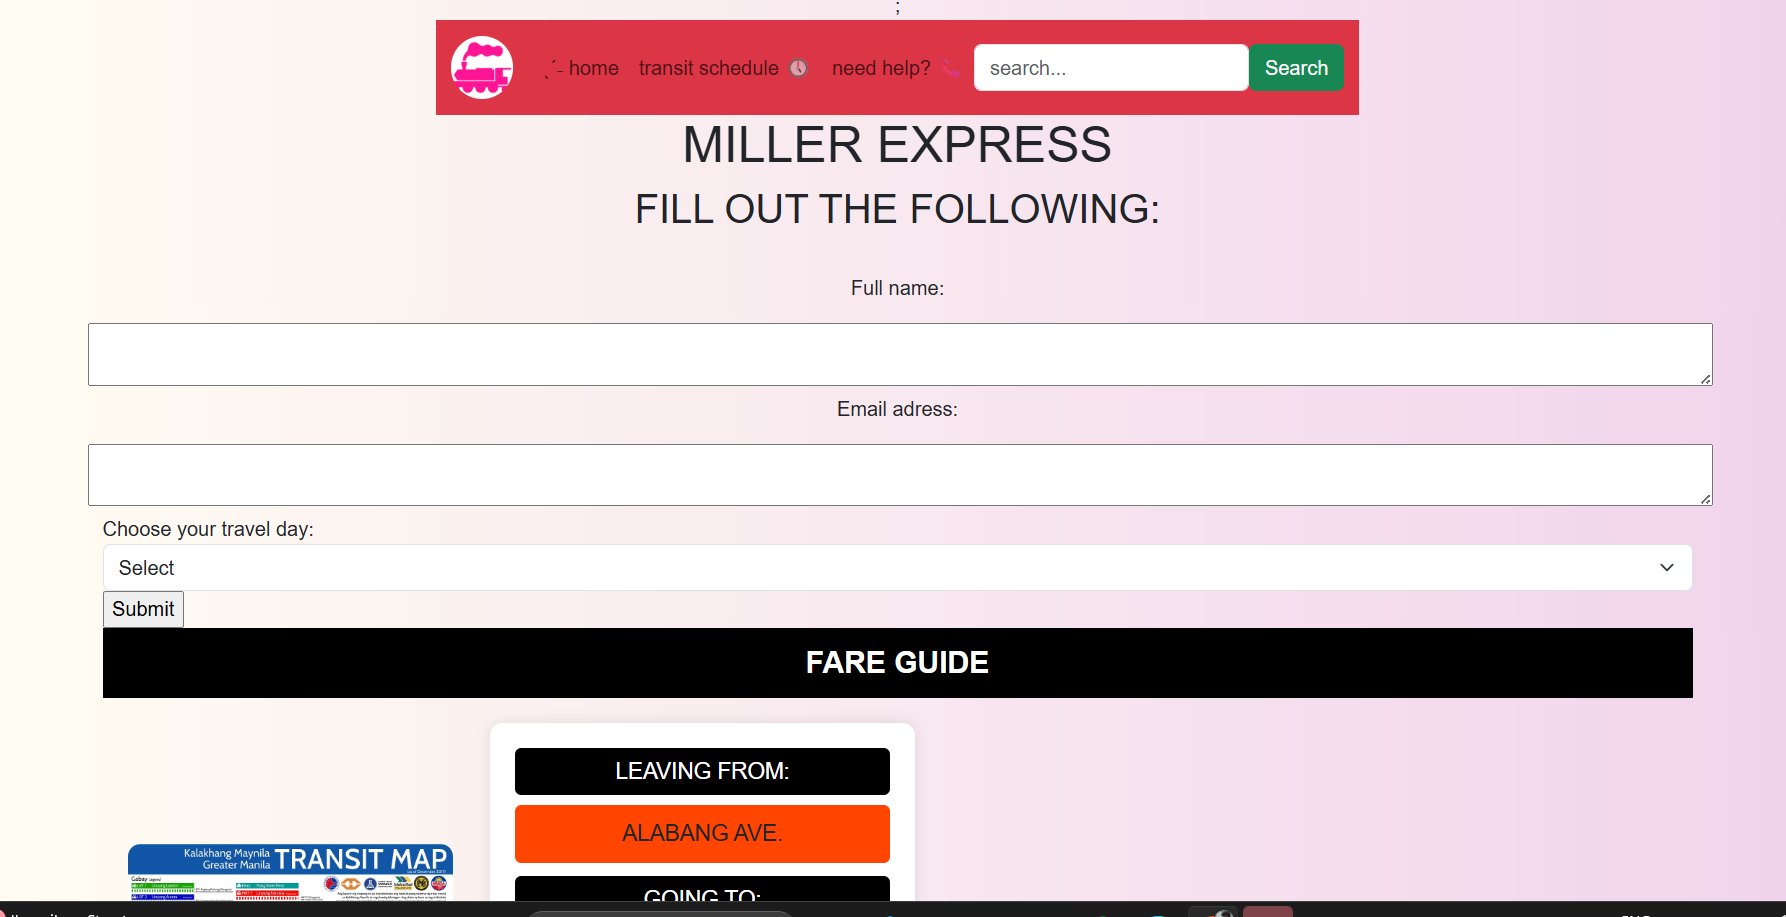 ;
home transit schedule need help? search... Search
MILLER EXPRESS
FILL OUT THE FOLLOWING:
Full name:
Email adress:
Choose your travel day:
Select
Submit
FARE GUIDE
LEAVING FROM:
ALABANG AVE.
GOING TO:
Kalakhang Maynila
Greater Manila
TRANSIT MAP
Gabay